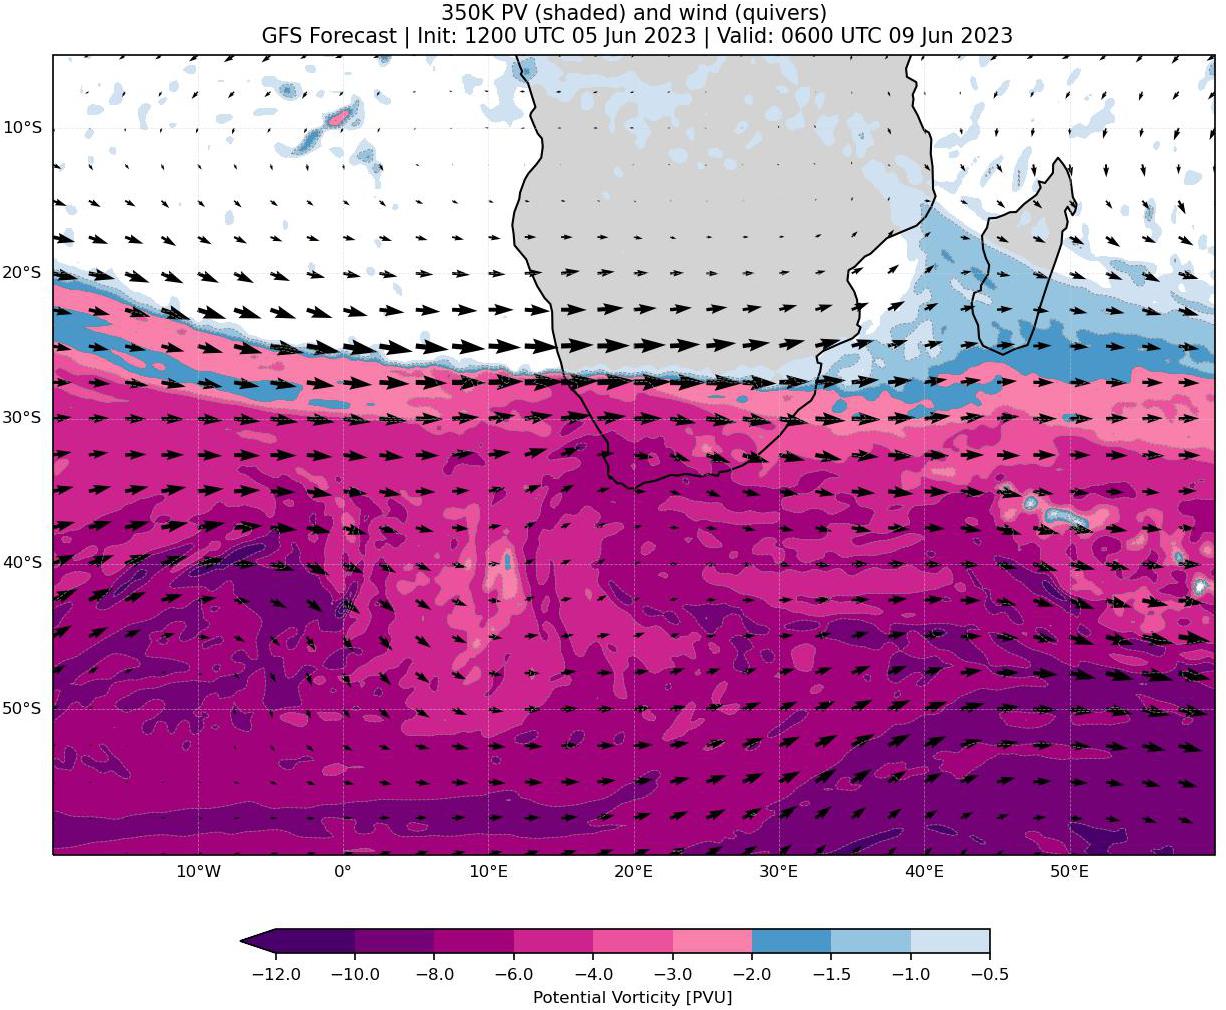 350K PV (shaded) and wind (quivers)
GFS Forecast | Init: 1200 UTC 05 Jun 2023 | Valid: 0600 UTC 09 Jun 2023
10°S
20°S
30°S
40°S
50°S
10°W 0° 10°E 20°E 30°E 40°E 50°E
−12.0 −10.0 −8.0 −6.0 −4.0 −3.0 −2.0 −1.5 −1.0 −0.5
Potential Vorticity [PVU]